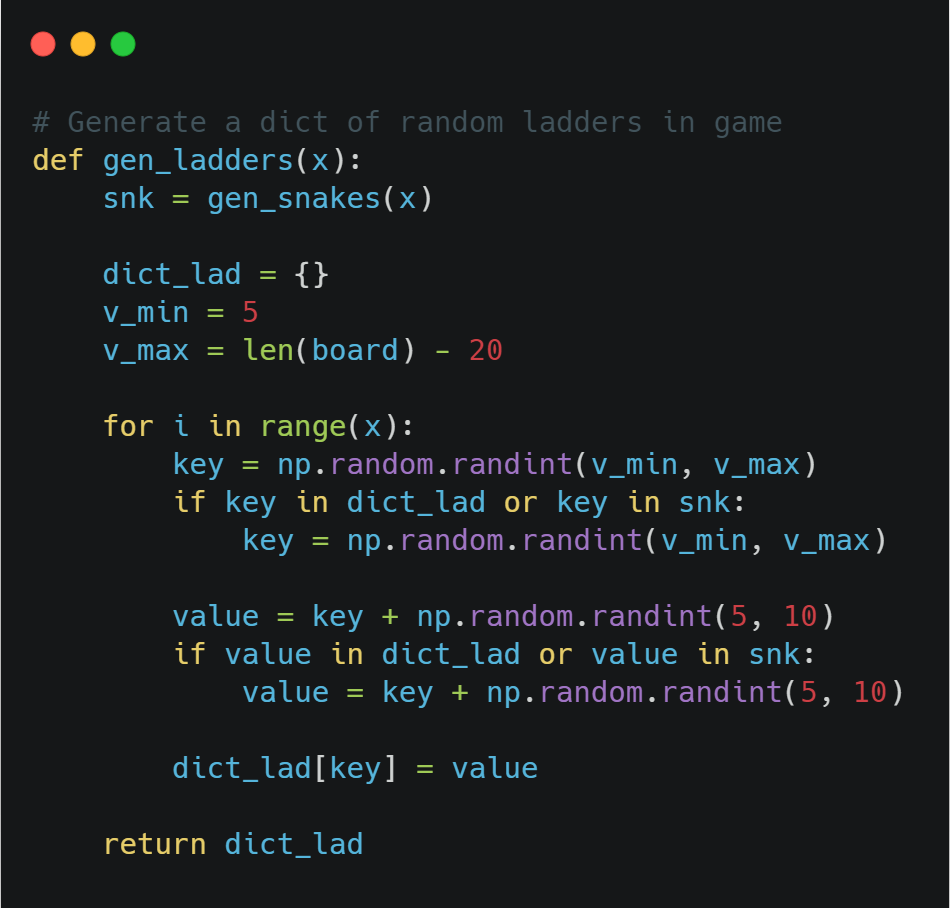 # Generate a dict of random ladders in game
def gen_ladders(x):
    snk = gen_snakes(x)

    dict_lad = {}
    v_min = 5
    v_max = len(board) - 20

    for i in range(x):
        key = np.random.randint(v_min, v_max)
        if key in dict_lad or key in snk:
            key = np.random.randint(v_min, v_max)

        value = key + np.random.randint(5, 10)
        if value in dict_lad or value in snk:
            value = key + np.random.randint(5, 10)

        dict_lad[key] = value

    return dict_lad